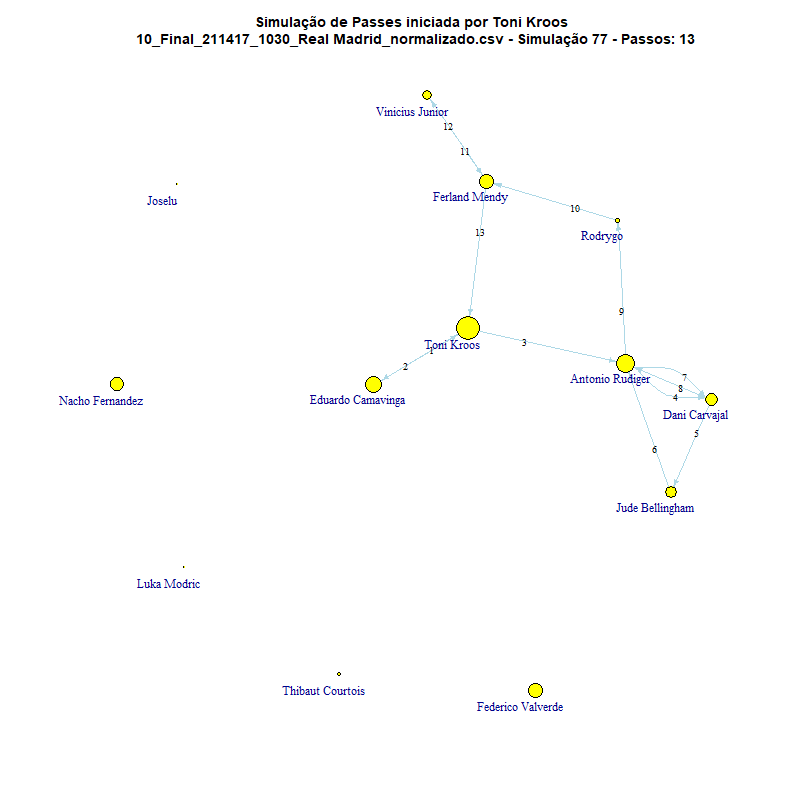 Simulação de Passes iniciada por Toni Kroos
10_Final_211417_1030_Real Madrid_normalizado.csv - Simulação 77 - Passos: 13
Vinicius Junior
12
11
Joselu
Ferland Mendy
10
Rodrygo
13
9
Toni Kroos
3
1
2
Antonio Rudiger
7
8
4
Nacho Fernandez
Eduardo Camavinga
Dani Carvajal
5
6
Jude Bellingham
Luka Modric
Thibaut Courtois
Federico Valverde